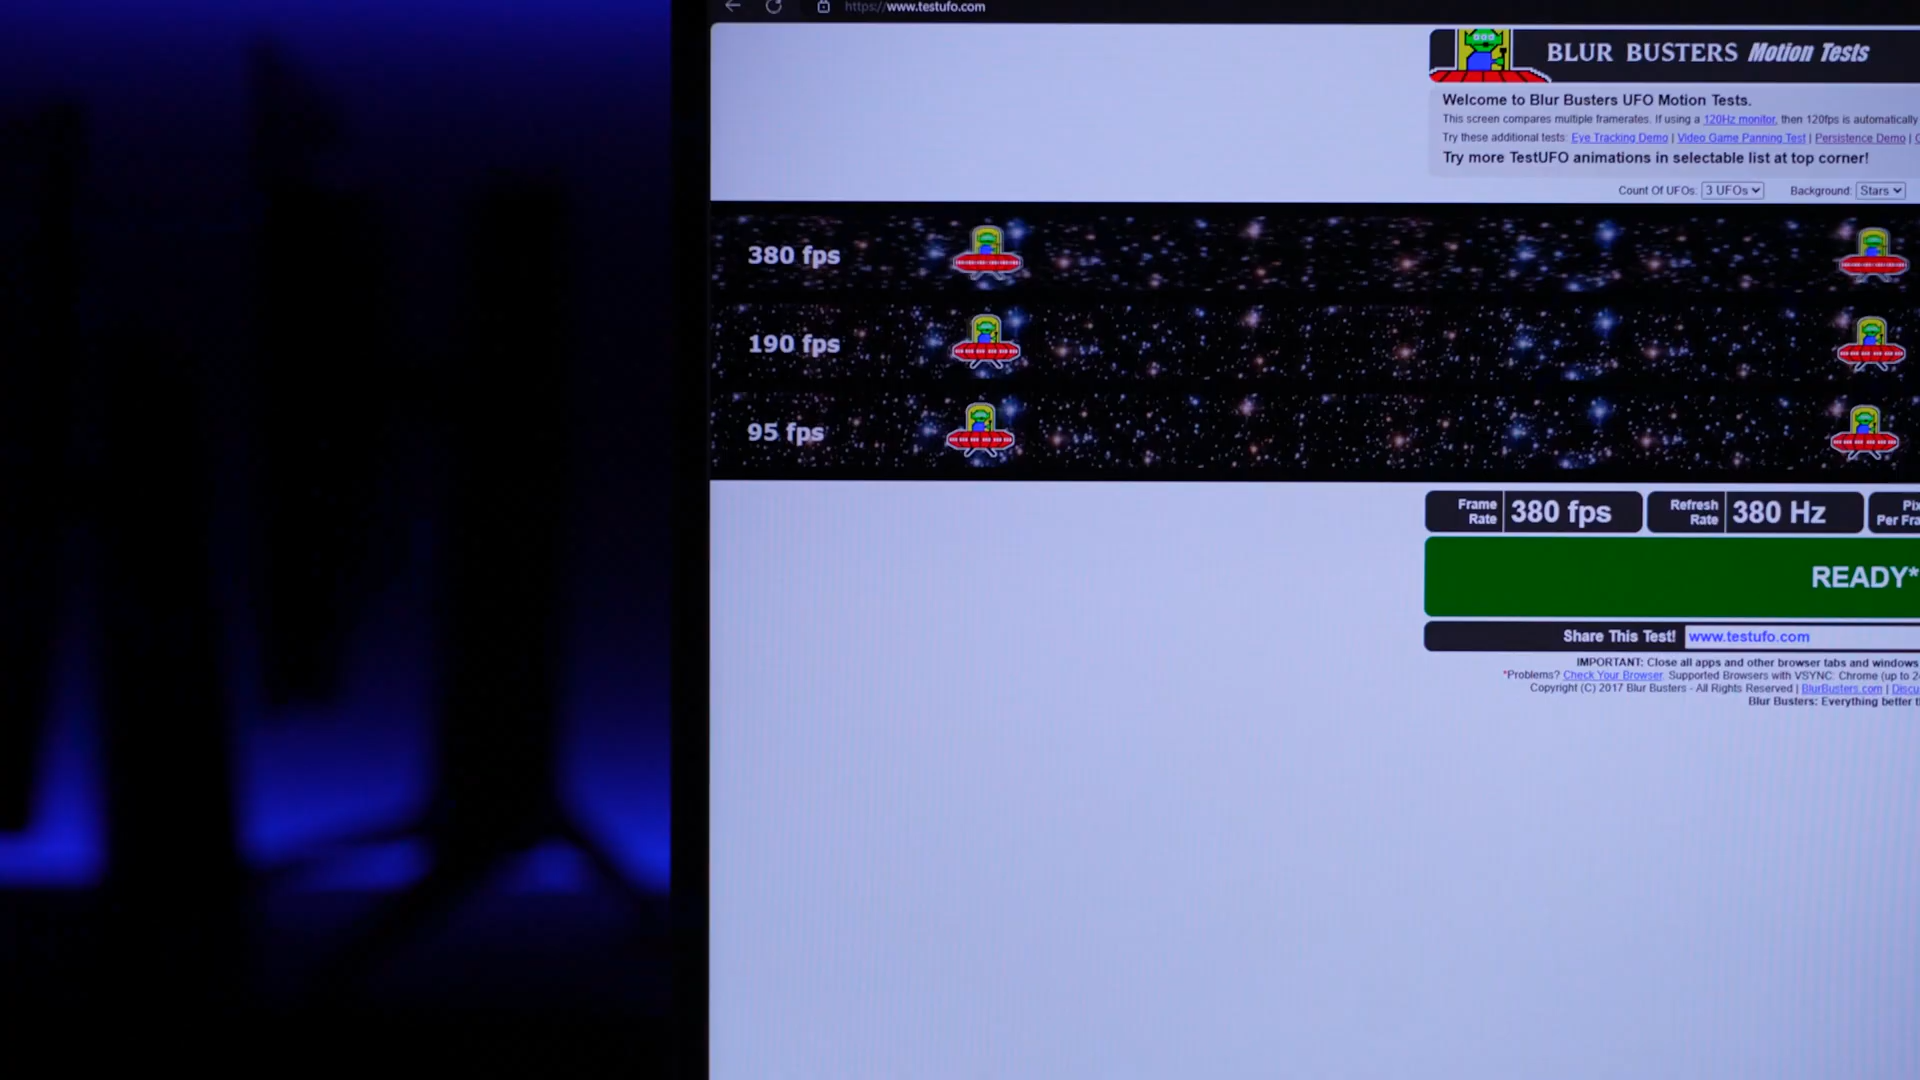 https://www.testufo.com
BLUR BUSTERS Motion Tests
Welcome to Blur Busters UFO Motion Tests.
This screen compares multiple framerates. If using a 120Hz monitor, then 120fps is automatically
Try these additional tests: Eye Tracking Demo | Video Game Panning Test | Persistence Demo |
Try more TestUFO animations in selectable list at top corner!
Count Of UFOs: 3 UFOs Background: Stars
380 fps
190 fps
95 fps
Frame Rate 380 fps Refresh Rate 380 Hz Per
READY*
Share This Test! www.testufo.com
IMPORTANT: Close all apps and other browser tabs and windows
*Problems? Check Your Browser. Supported Browsers with VSYNC: Chrome (up to
Copyright (C) 2017 Blur Busters - All Rights Reserved | BlurBusters.com |
Blur Busters: Everything better